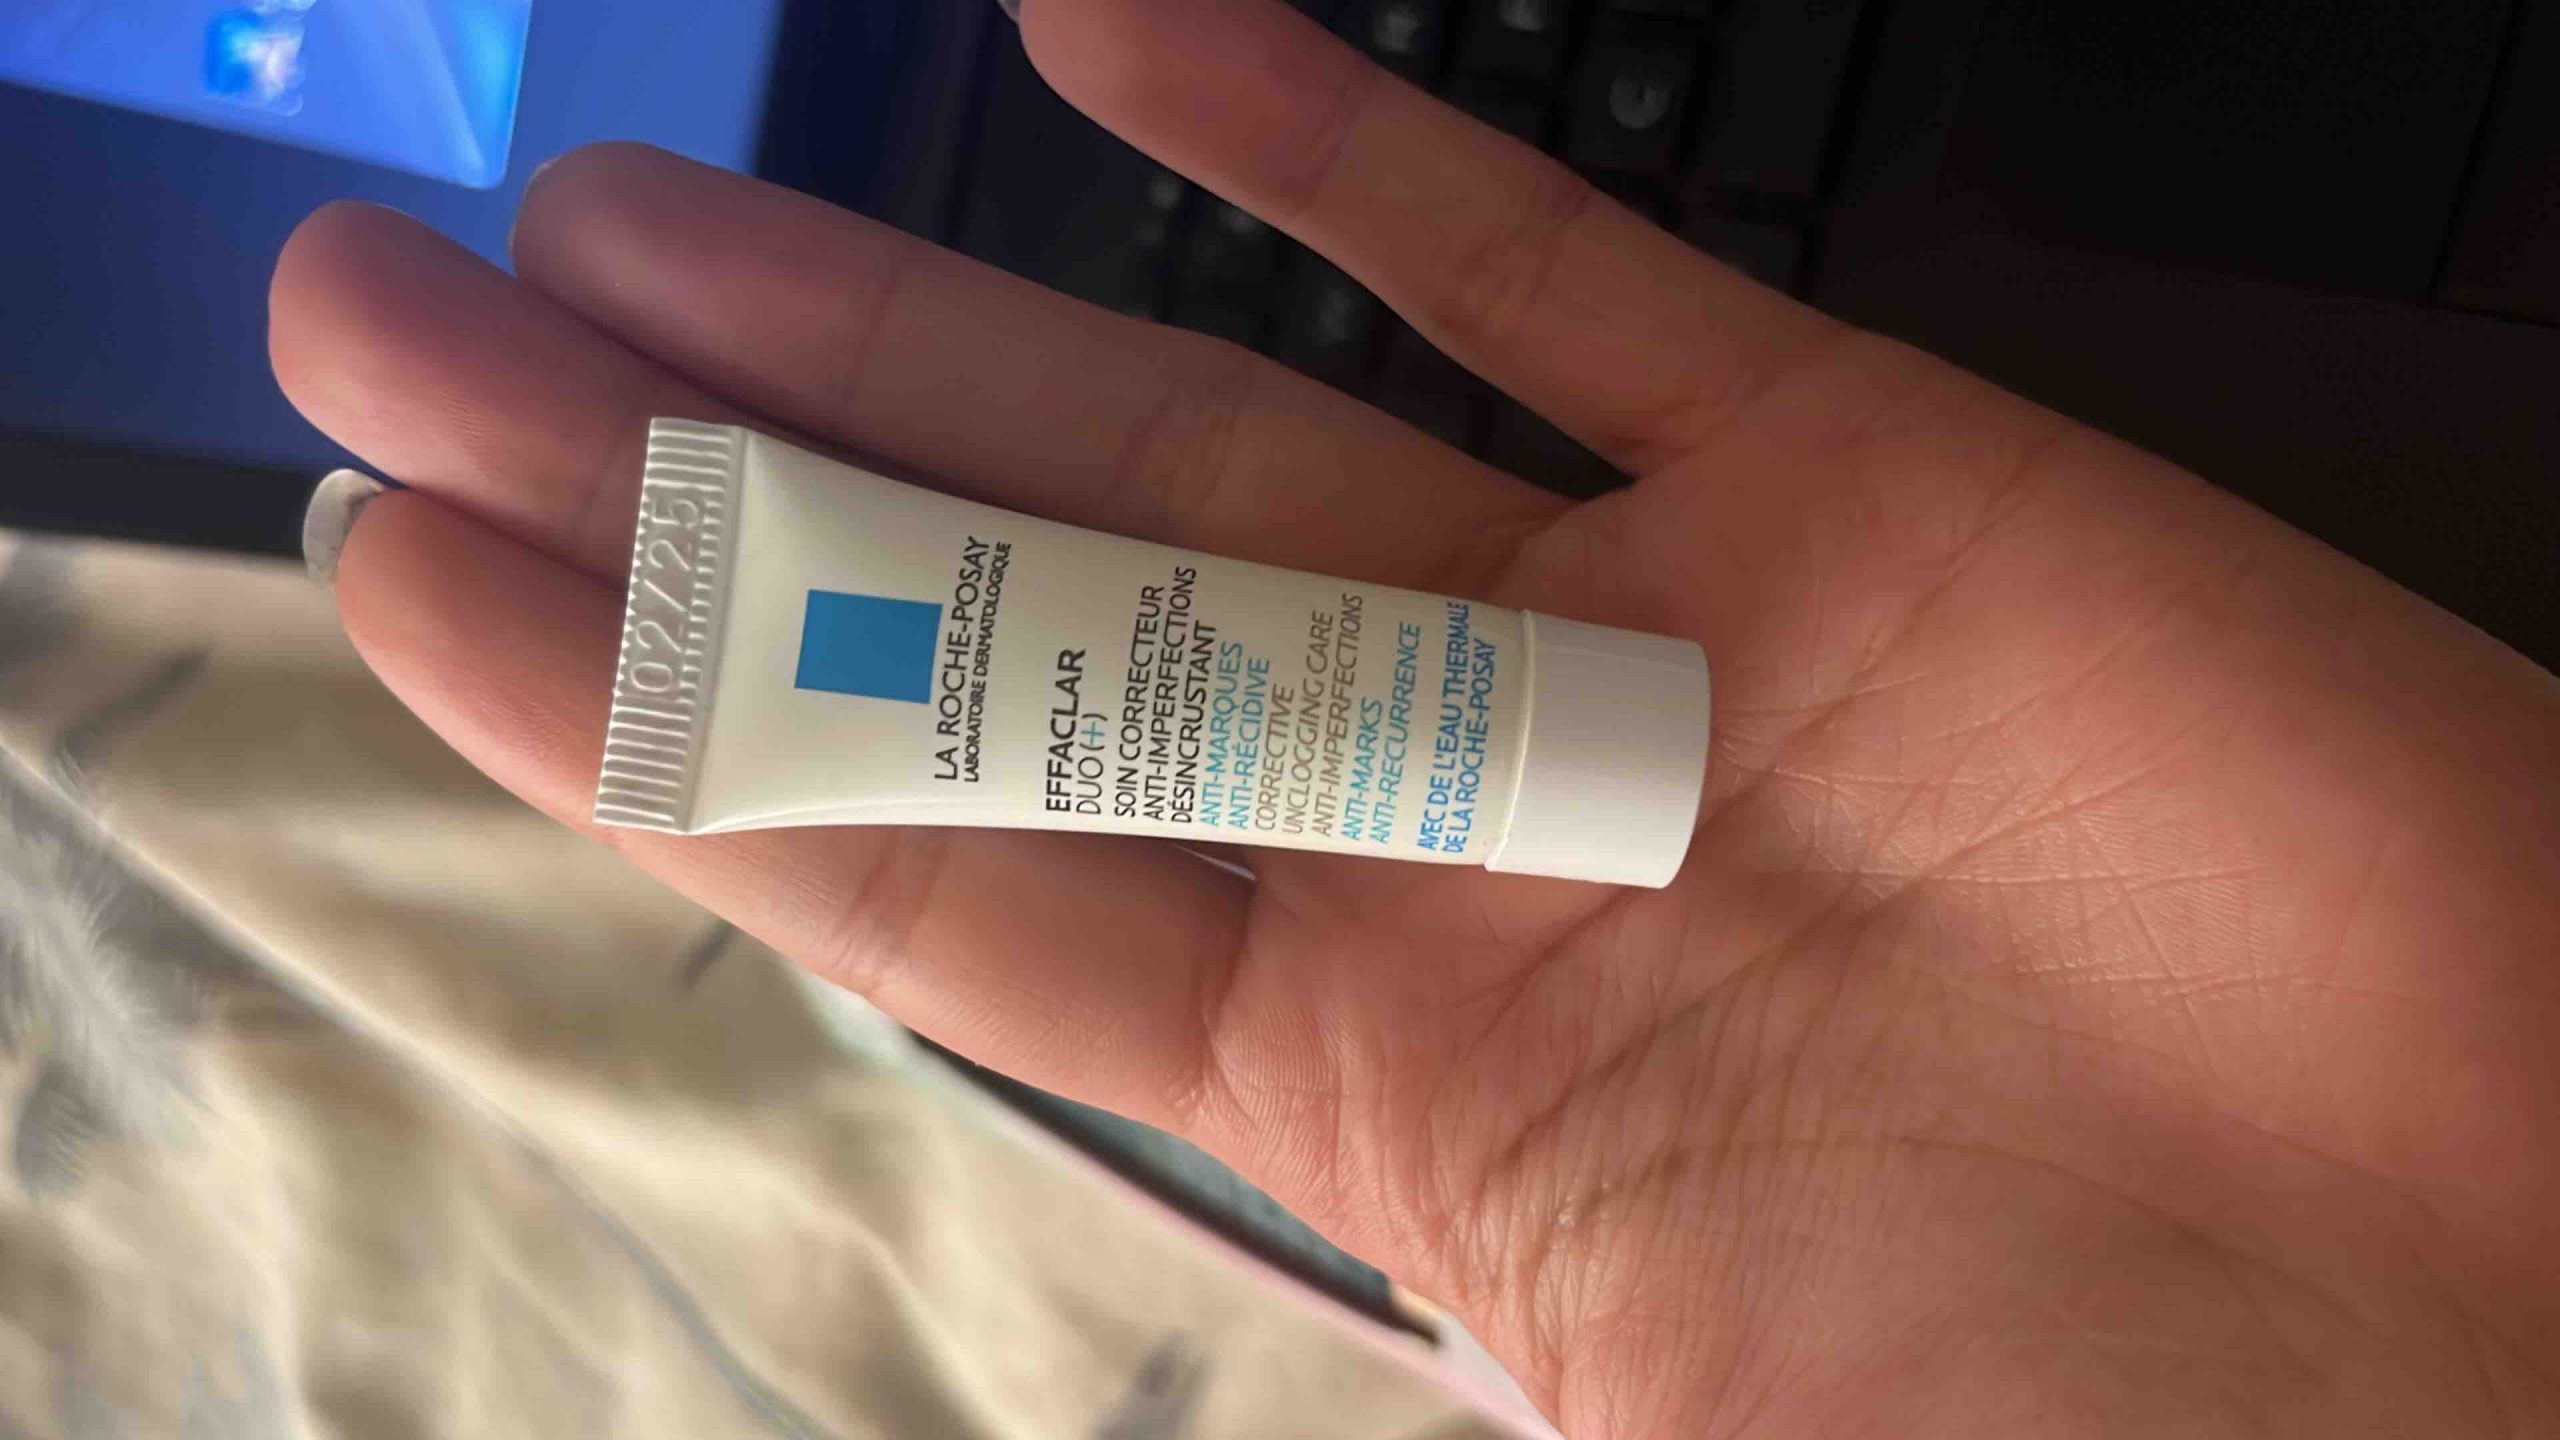 02/25
LA ROCHE-POSAY
LABORATOIRE DERMATOLOGIQUE
EFFACLAR
DUO (+)
SOIN CORRECTEUR
ANTI-IMPERFECTIONS
DÉSINCRUSTANT
ANTI-MARQUES
ANTI-RÉCIDIVE
CORRECTIVE
UNCLOGGING CARE
ANTI-IMPERFECTIONS
ANTI-MARKS
ANTI-RECURRENCE
AVEC DE L'EAU THERMALE
DE LA ROCHE-POSAY